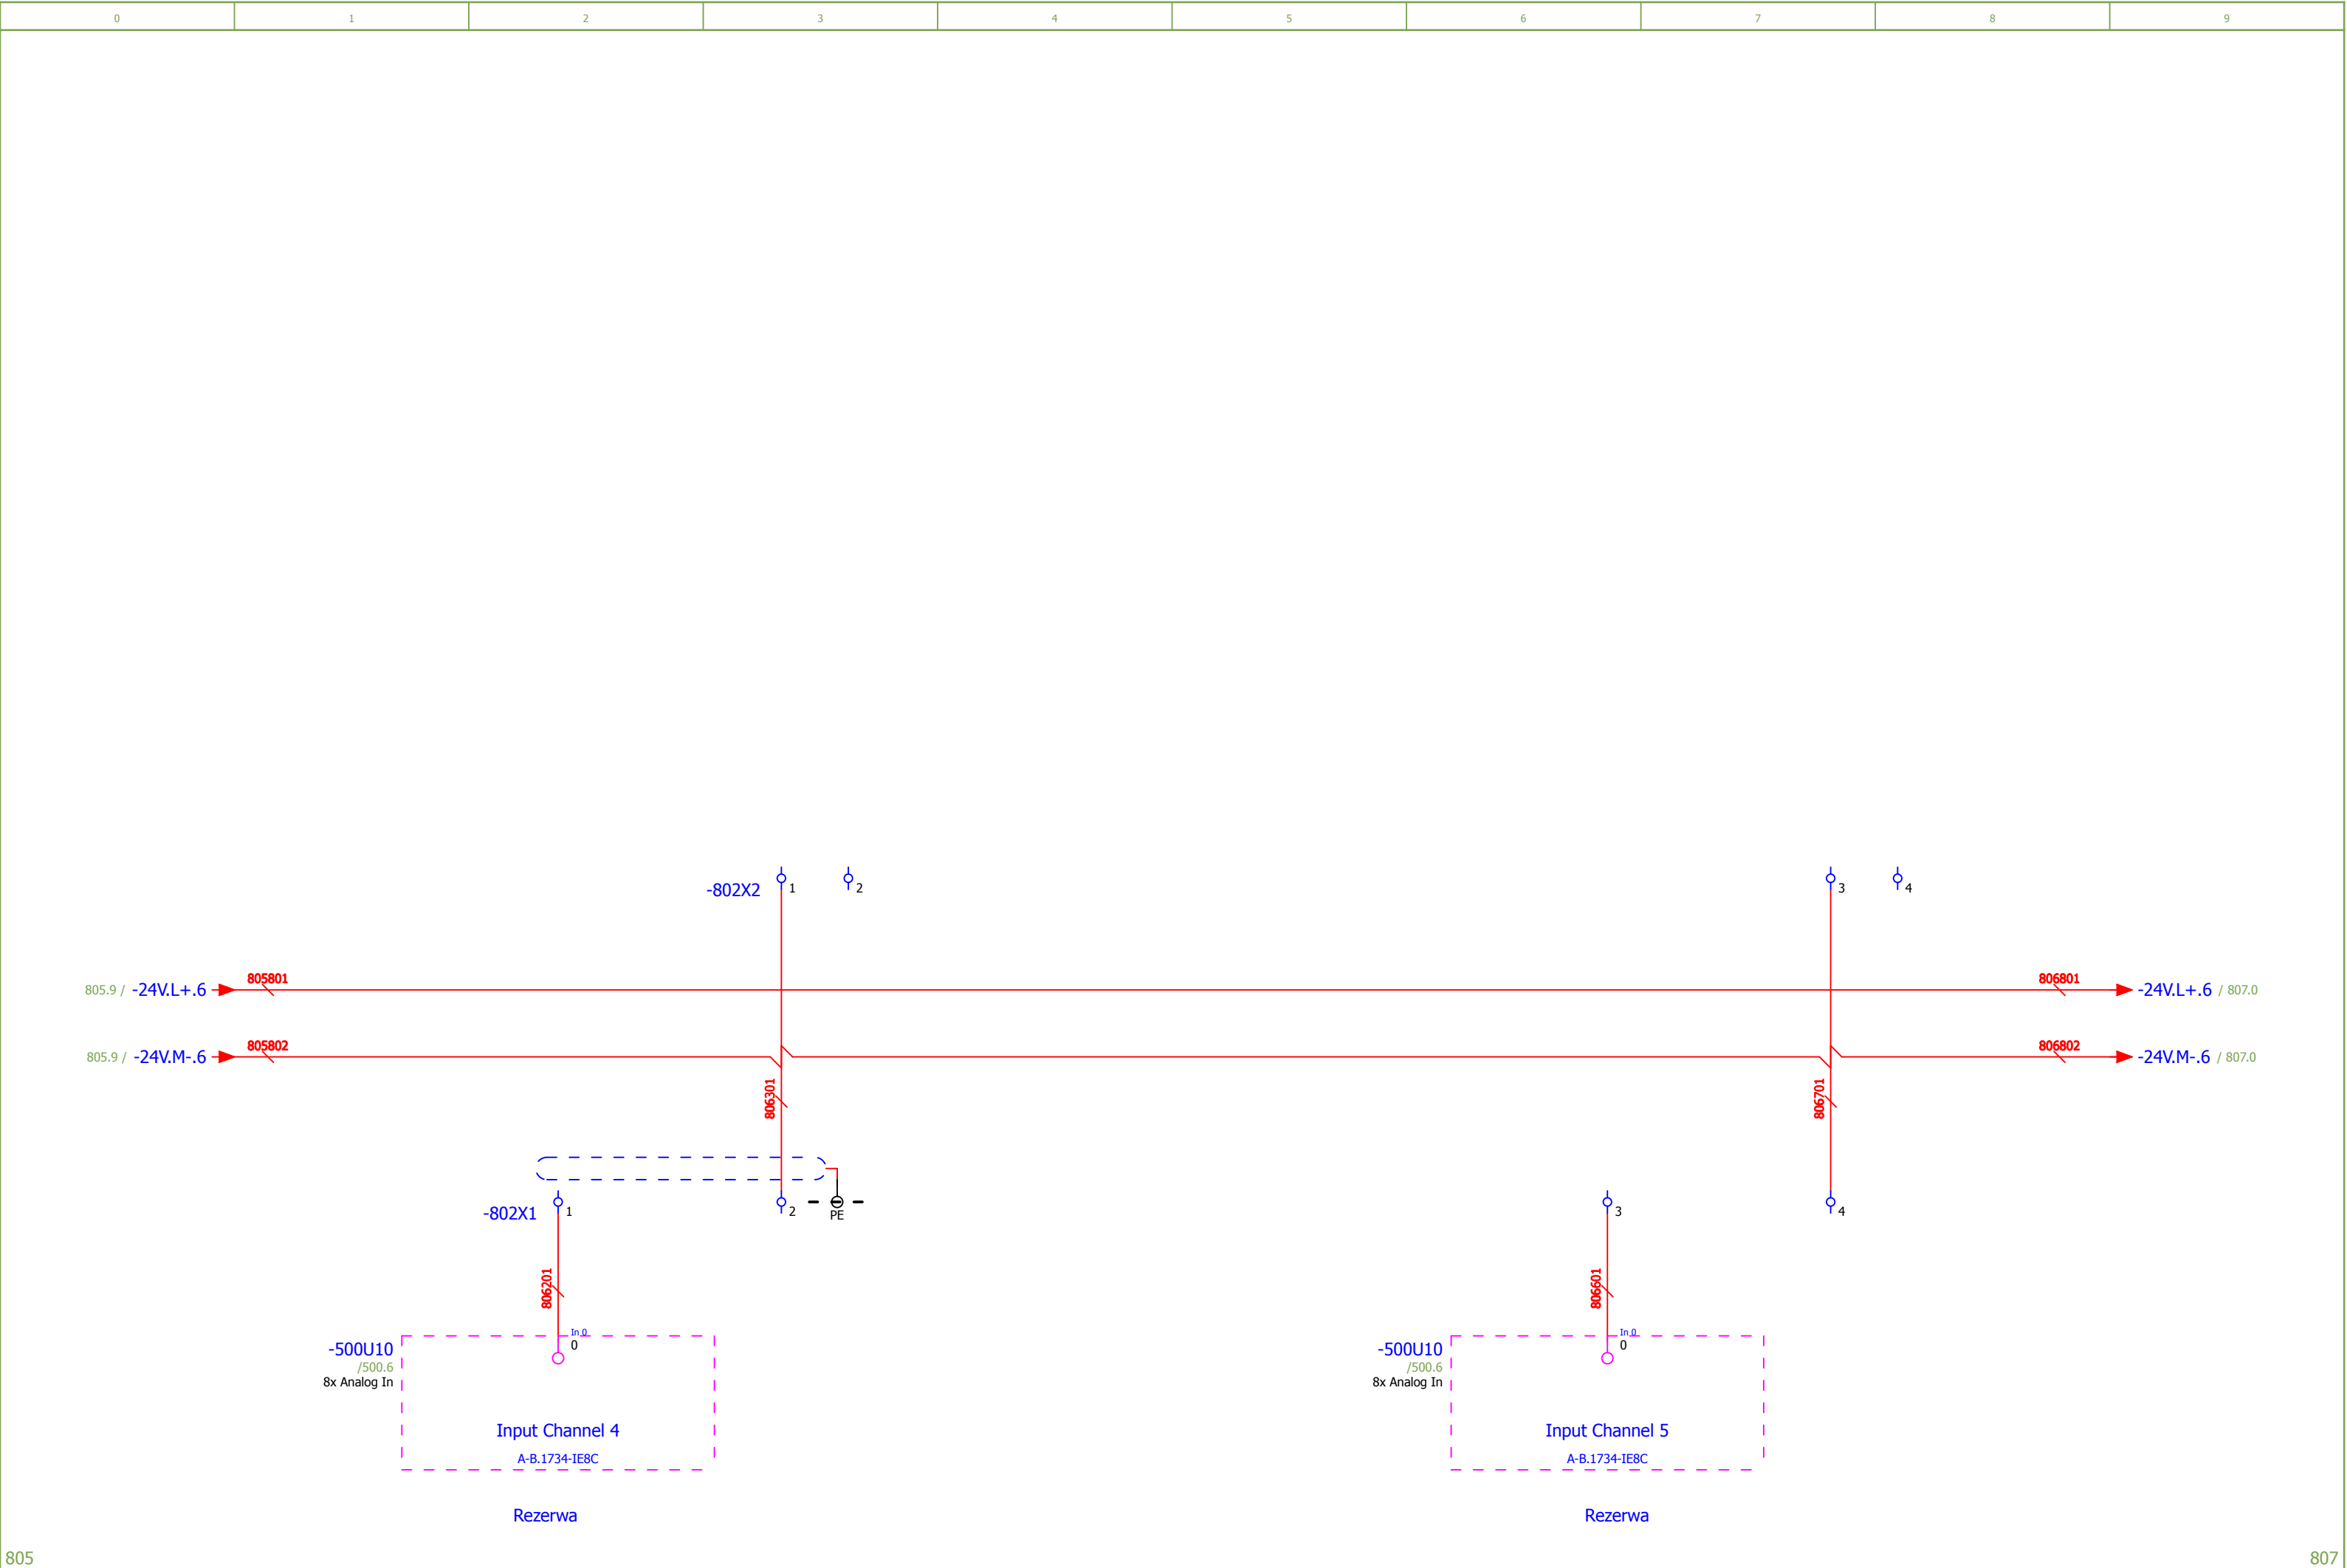 0 1 2 3 4 5 6 7 8 9
-802X2 1 2 3 4
805801 806801
805.9 / -24V.L+.6 -24V.L+.6 / 807.0
805802 806802
805.9 / -24V.M-.6 -24V.M-.6 / 807.0
806301 806701
-802X1 1 2 PE 3 4
806201 806601
In 0 In 0
0 0
-500U10 -500U10
/500.6 /500.6
8x Analog In 8x Analog In
Input Channel 4 Input Channel 5
A-B.1734-IE8C A-B.1734-IE8C
Rezerwa Rezerwa
805 807